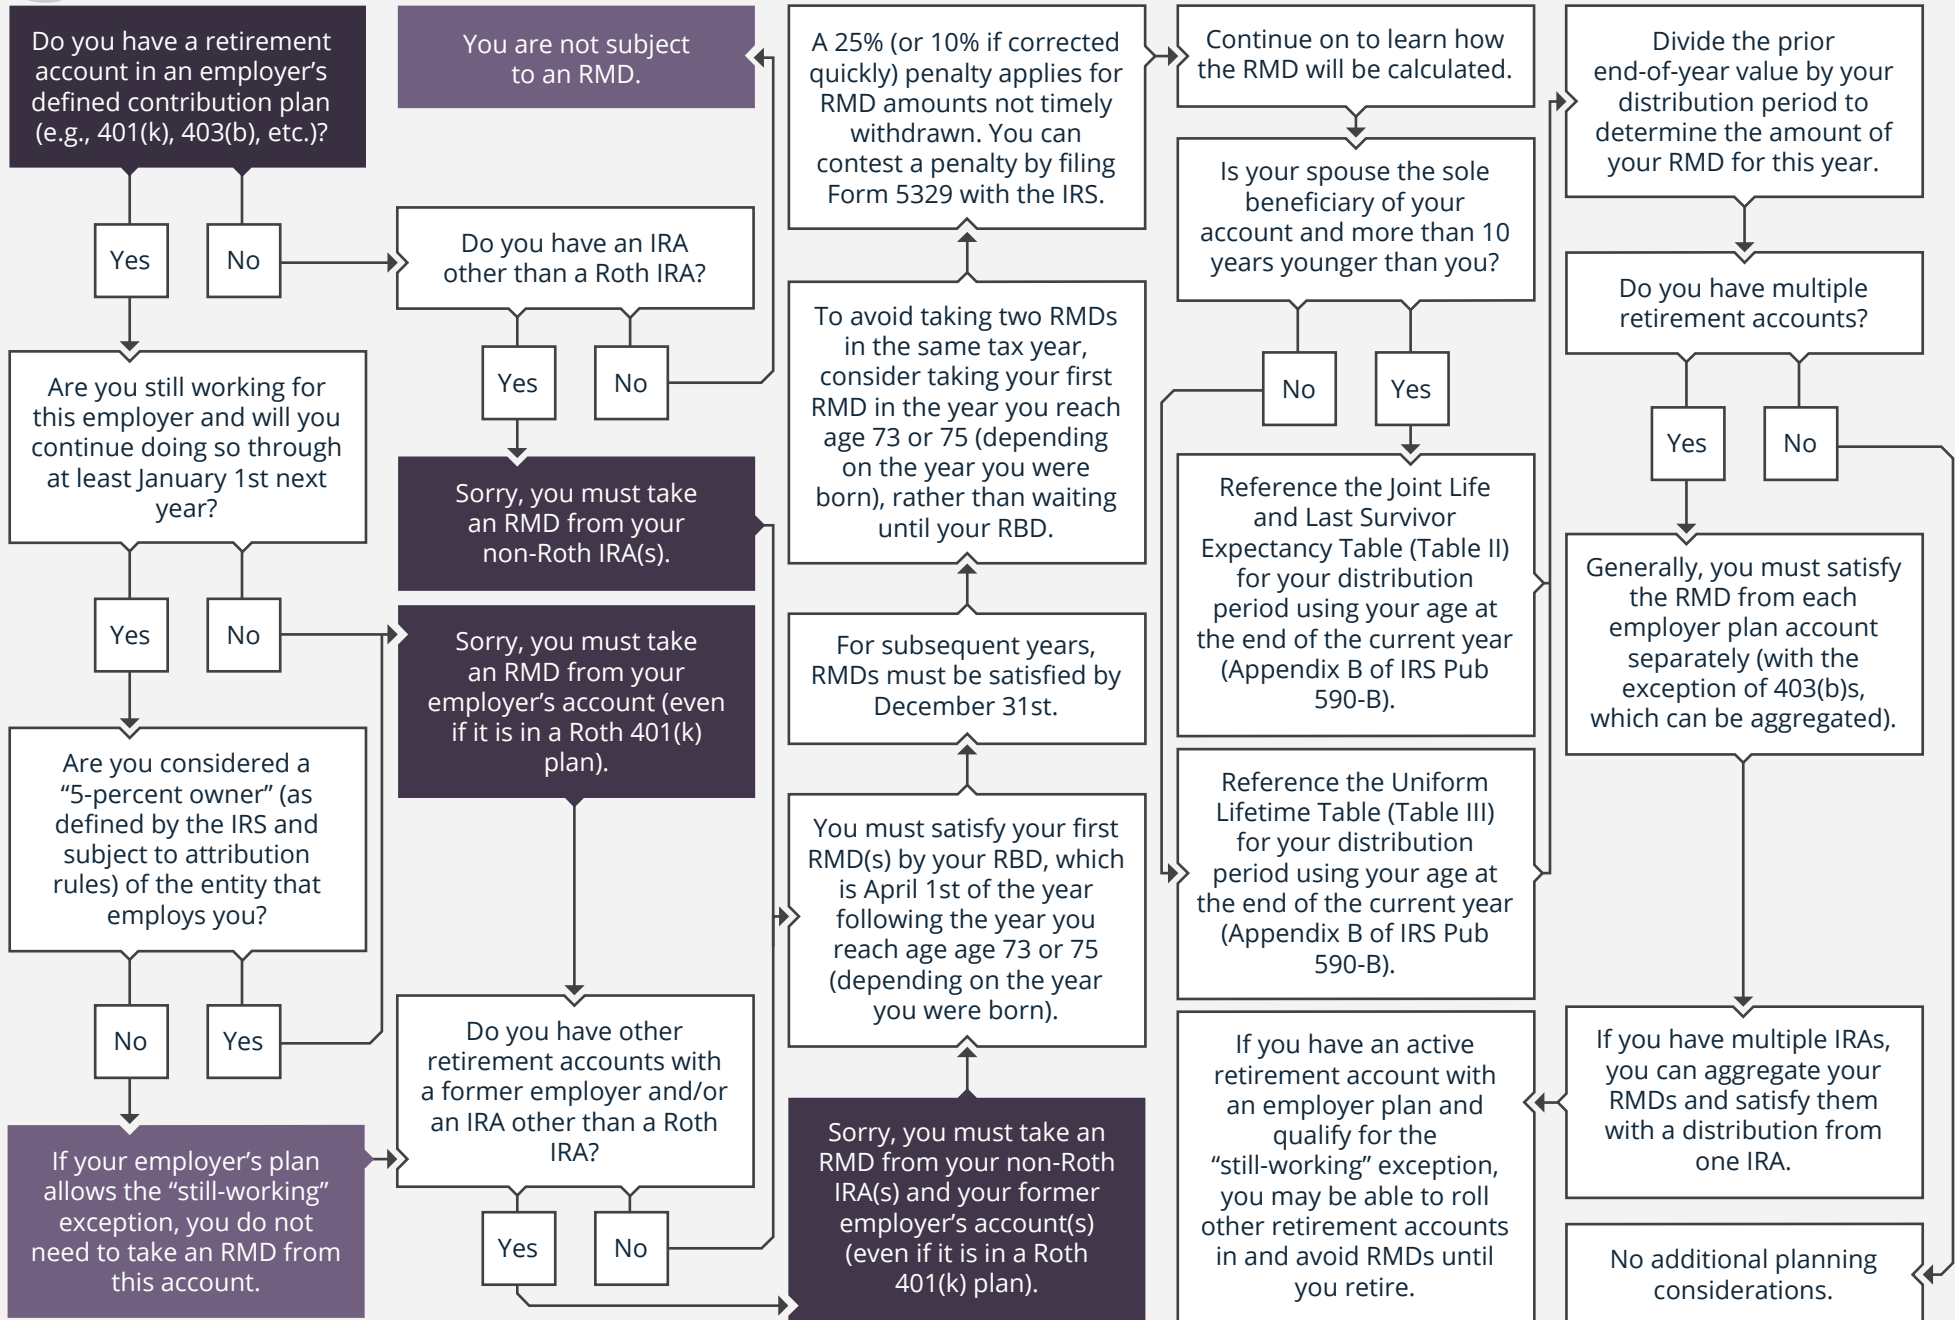 Do you have a retirement
account in an employer’s
defined contribution plan
(e.g., 401(k), 403(b), etc.)?
Yes
No
Are you still working for
this employer and will you
continue doing so through
at least January 1st next
year?
Yes
No
Are you considered a
“5-percent owner” (as
defined by the IRS and
subject to attribution
rules) of the entity that
employs you?
No
Yes
If your employer’s plan
allows the “still-working”
exception, you do not
need to take an RMD from
this account.
You are not subject
to an RMD.
Do you have an IRA
other than a Roth IRA?
Yes
No
Sorry, you must take
an RMD from your
non-Roth IRA(s).
Sorry, you must take
an RMD from your
employer’s account (even
if it is in a Roth 401(k)
plan).
Do you have other
retirement accounts with
a former employer and/or
an IRA other than a Roth
IRA?
Yes
No
A 25% (or 10% if corrected
quickly) penalty applies for
RMD amounts not timely
withdrawn. You can
contest a penalty by filing
Form 5329 with the IRS.
To avoid taking two RMDs
in the same tax year,
consider taking your first
RMD in the year you reach
age 73 or 75 (depending
on the year you were
born), rather than waiting
until your RBD.
For subsequent years,
RMDs must be satisfied by
December 31st.
You must satisfy your first
RMD(s) by your RBD, which
is April 1st of the year
following the year you
reach age age 73 or 75
(depending on the year
you were born).
Sorry, you must take an
RMD from your non-Roth
IRA(s) and your former
employer’s account(s)
(even if it is in a Roth
401(k) plan).
Continue on to learn how
the RMD will be calculated.
Is your spouse the sole
beneficiary of your
account and more than 10
years younger than you?
No
Yes
Reference the Joint Life
and Last Survivor
Expectancy Table (Table II)
for your distribution
period using your age at
the end of the current year
(Appendix B of IRS Pub
590-B).
Reference the Uniform
Lifetime Table (Table III)
for your distribution
period using your age at
the end of the current year
(Appendix B of IRS Pub
590-B).
If you have an active
retirement account with
an employer plan and
qualify for the
“still-working” exception,
you may be able to roll
other retirement accounts
in and avoid RMDs until
you retire.
Divide the prior
end-of-year value by your
distribution period to
determine the amount of
your RMD for this year.
Do you have multiple
retirement accounts?
Yes
No
Generally, you must satisfy
the RMD from each
employer plan account
separately (with the
exception of 403(b)s,
which can be aggregated).
If you have multiple IRAs,
you can aggregate your
RMDs and satisfy them
with a distribution from
one IRA.
No additional planning
considerations.